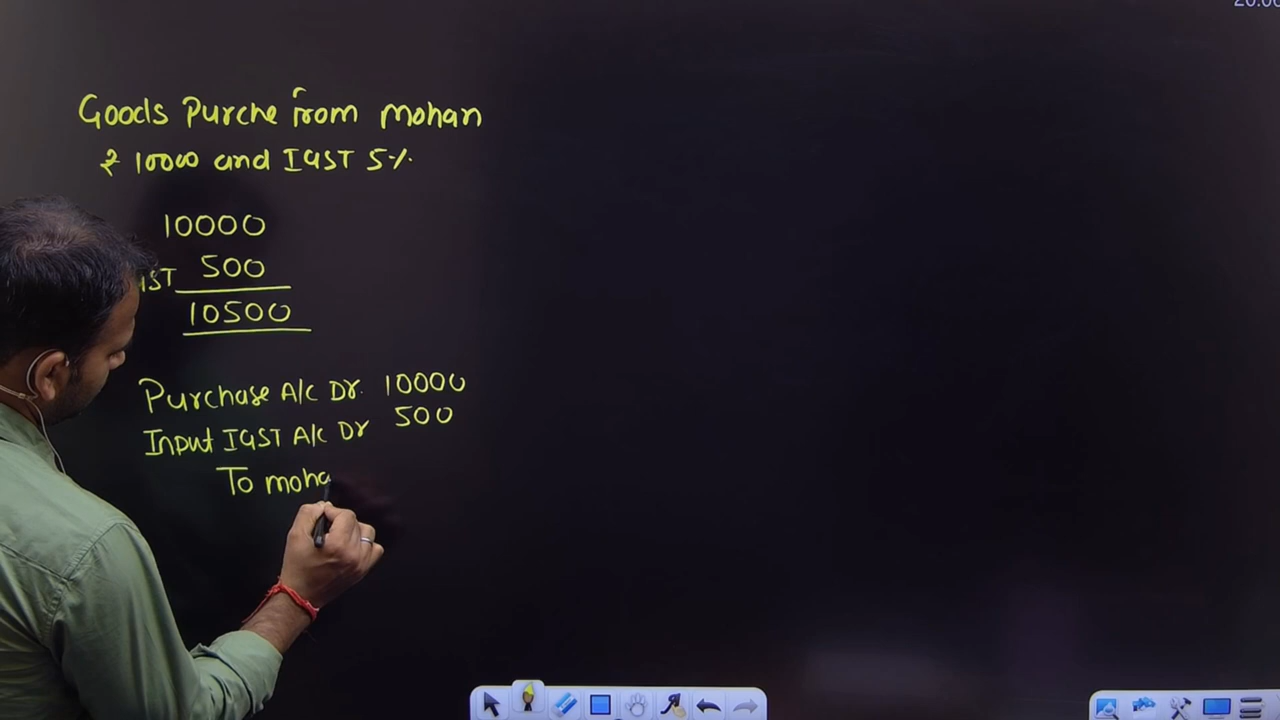 Goods Purche from mohan
₹ 10000 and IGST 5%
10000
500
10500
Purchase A/c Dr. 10000
Input IGST A/c Dr 500
To moha